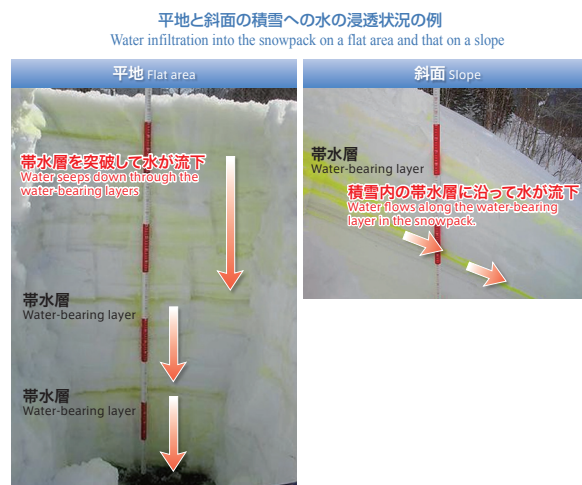 平地と斜面の積雪への水の浸透状況の例
Water infiltration into the snowpack on a flat area and that on a slope
平地 Flat area
帯水層を突破して水が流下
Water seeps down through the
water-bearing layers
帯水層
Water-bearing layer
帯水層
Water-bearing layer
斜面 Slope
帯水層
Water-bearing layer
積雪内の帯水層に沿って水が流下
Water flows along the water-bearing
layer in the snowpack.